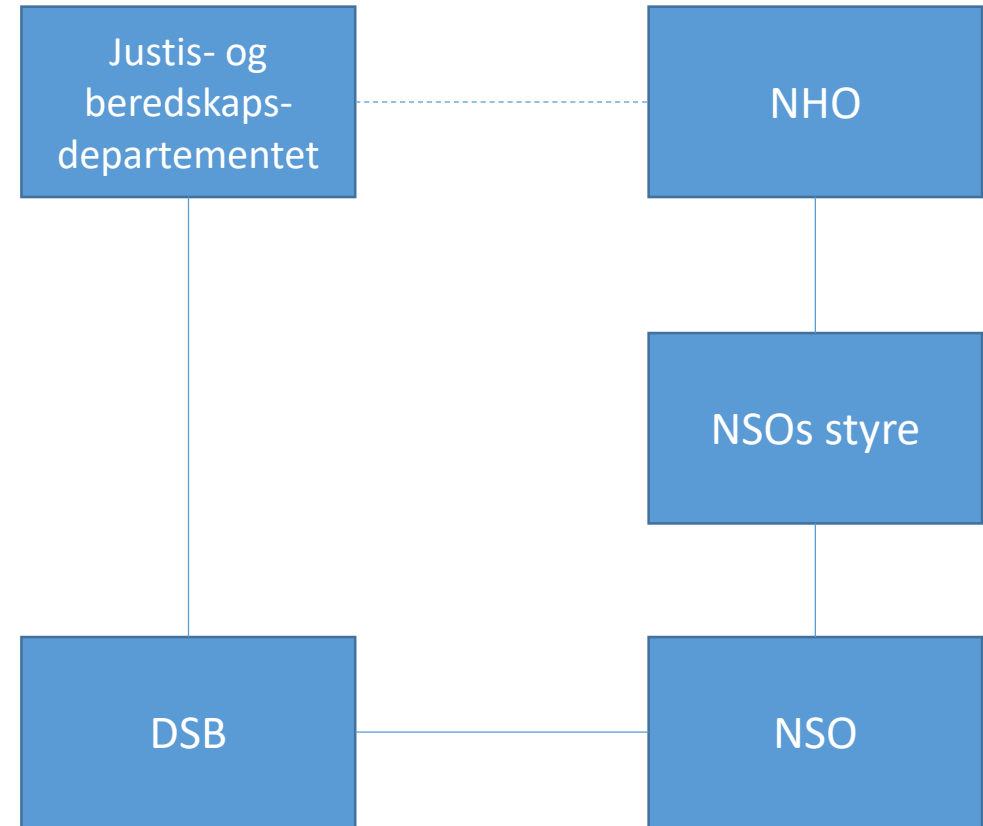 Justis- og
beredskaps-
departementet
NHO
NSOs styre
DSB
NSO